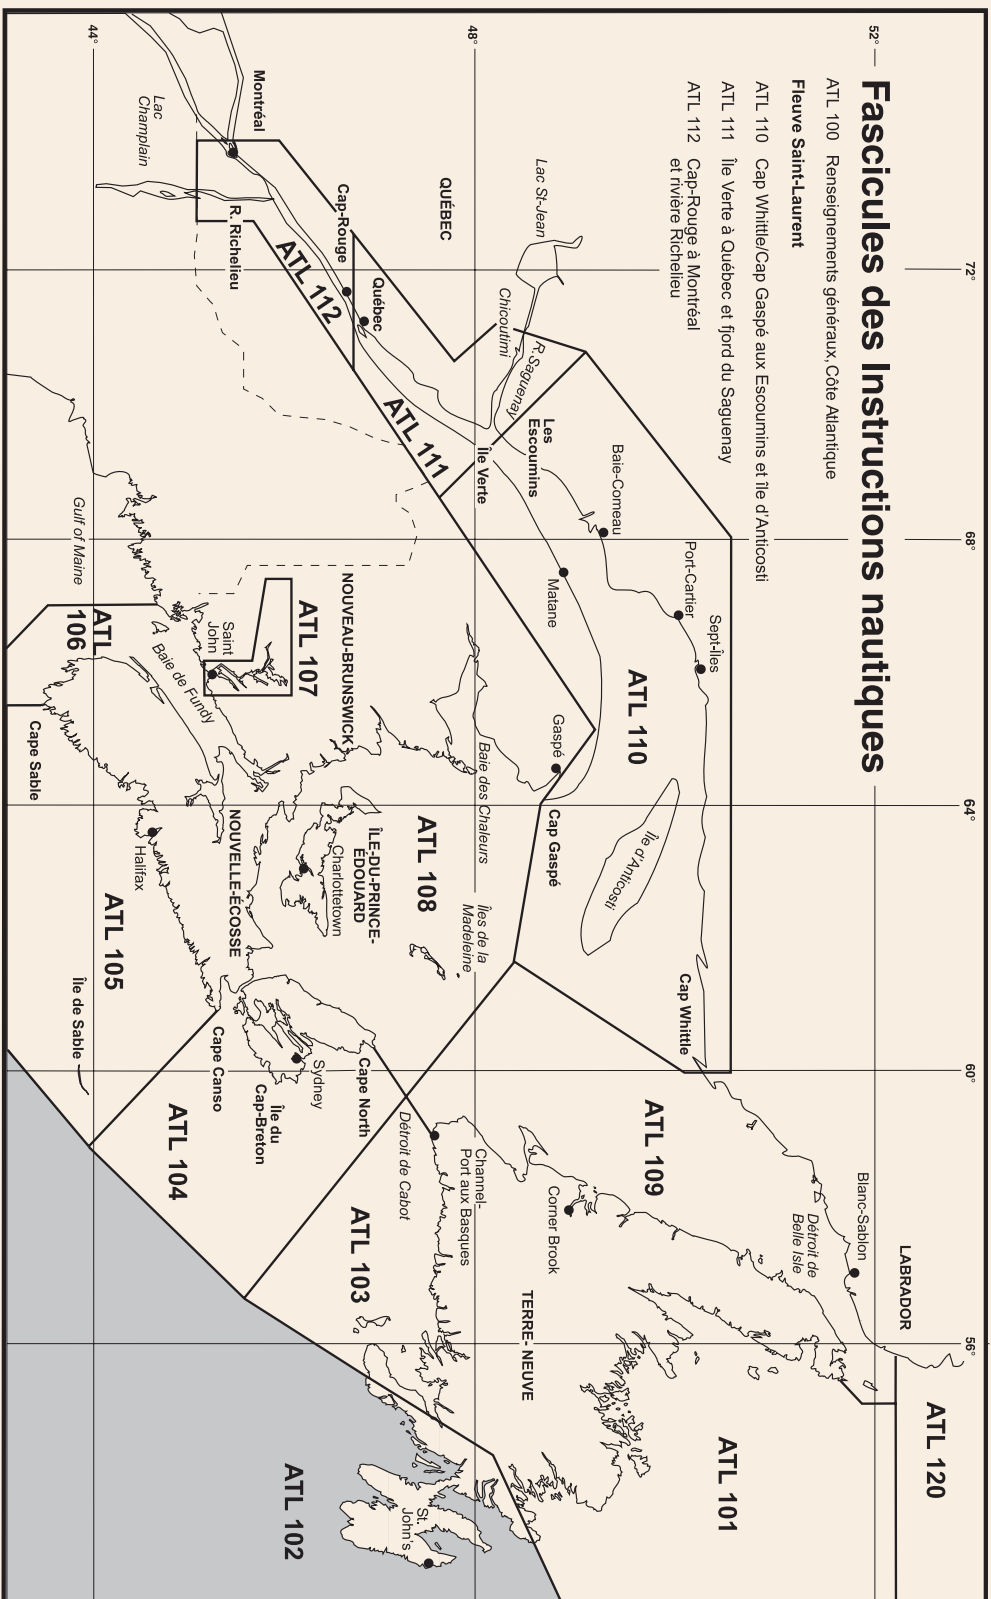 Fascicules des Instructions nautiques
ATL 100 Renseignements généraux, Côte Atlantique
Fleuve Saint-Laurent
ATL 110 Cap Whittle/Cap Gaspé aux Escoumins et île d'Anticosti
ATL 111 Île Verte à Québec et fjord du Saguenay
ATL 112 Cap-Rouge à Montréal
et rivière Richelieu
52°
48°
44°
72°
68°
64°
60°
56°
Montréal
Lac
Champlain
R. Richelieu
Cap-Rouge
QUÉBEC
Lac St-Jean
Québec
Chicoutimi
R. Saguenay
ATL 112
ATL 111
Les
Escoumins
Île Verte
Baie-Comeau
Port-Cartier
Sept-Îles
Matane
ATL 110
Gaspé
Cap Gaspé
Île d'Anticosti
Cap Whittle
Gulf of Maine
ATL
106
Saint
John
ATL 107
NOUVEAU-BRUNSWICK
Baie de Fundy
Cape Sable
Baie des Chaleurs
ATL 108
ÎLE-DU-PRINCE-
ÉDOUARD
Charlottetown
NOUVELLE-ÉCOSSE
Halifax
ATL 105
Îles de la
Madeleine
Île de Sable
Cape Canso
Sydney
Île du
Cap-Breton
Cape North
Détroit de Cabot
ATL 104
ATL 109
Channel-
Port aux Basques
Corner Brook
ATL 103
Blanc-Sablon
Détroit de
Belle Isle
LABRADOR
TERRE- NEUVE
ATL 120
ATL 101
ATL 102
St.
John's